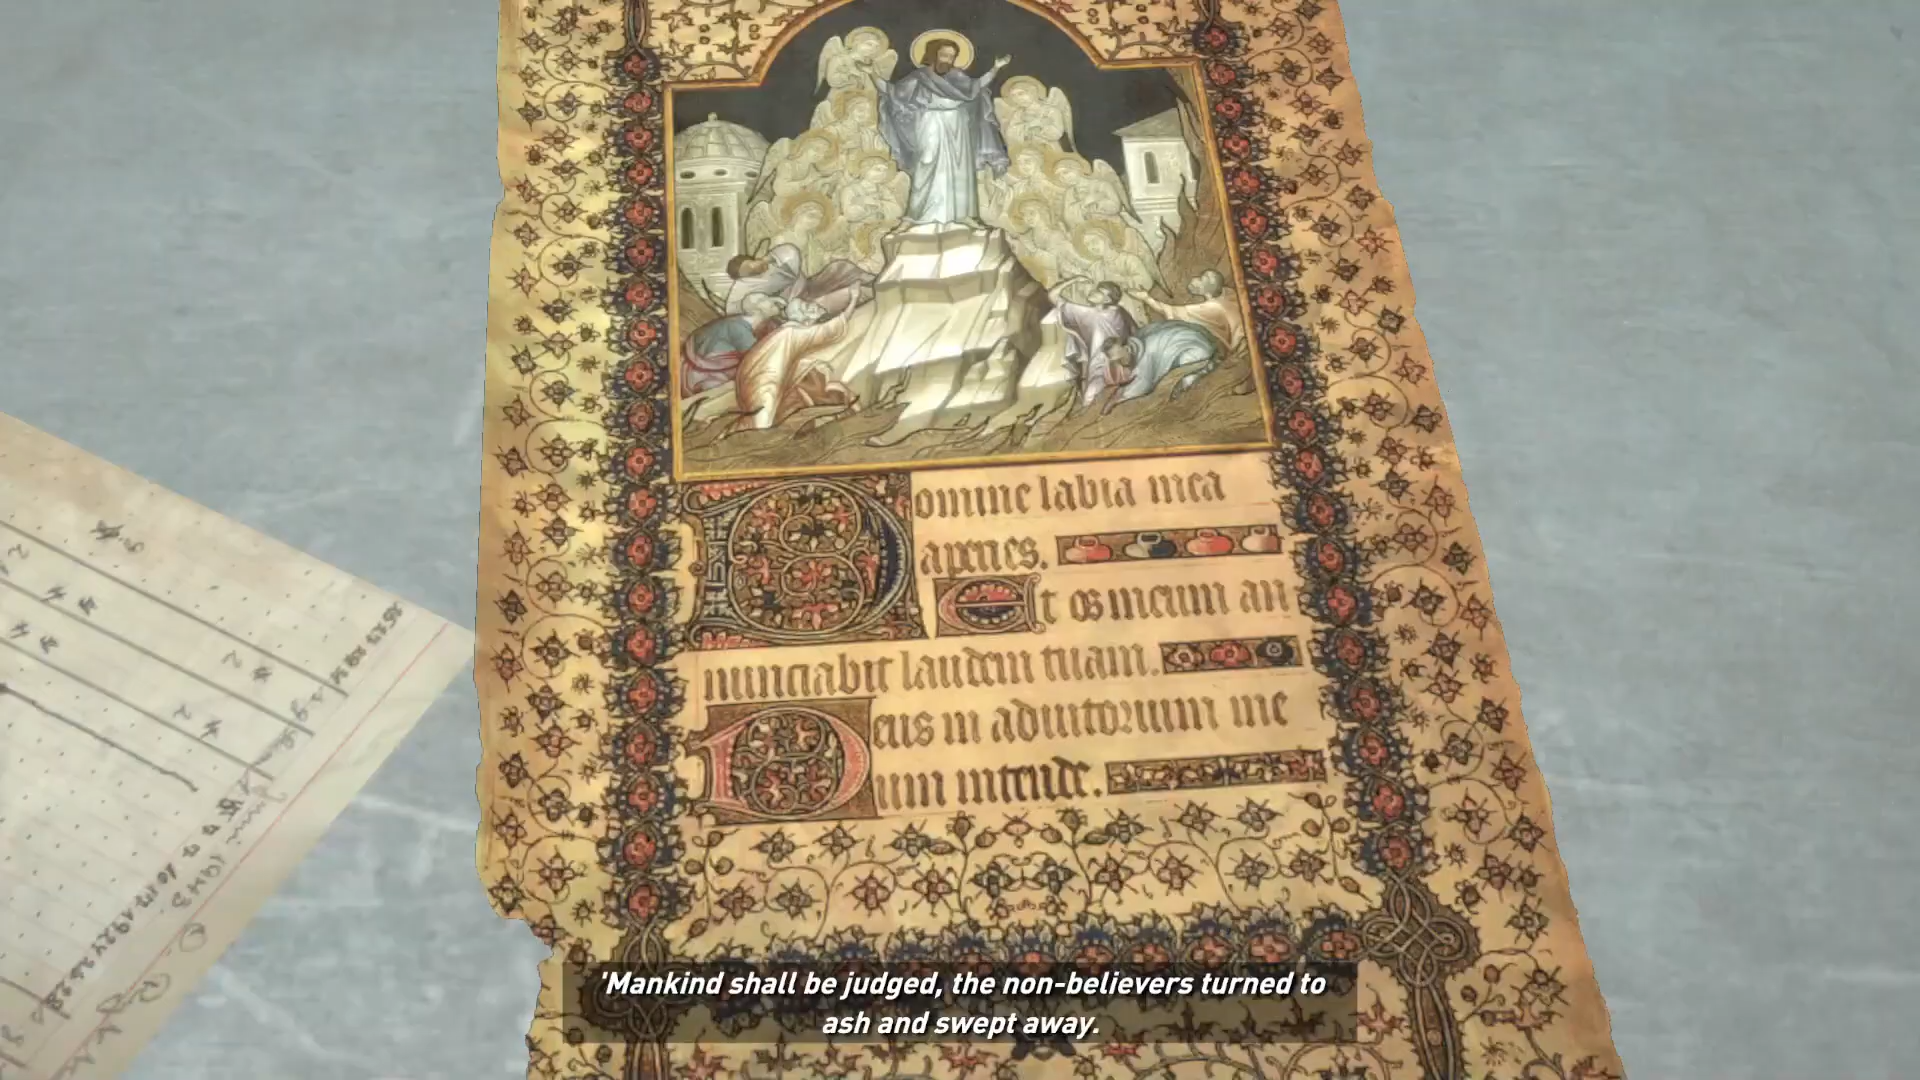 Domine labia mea
aperies.
Et os meum an
nunciabit laudem tuam.
Deus in adiutorium me
um intende.
'Mankind shall be judged, the non-believers turned to
ash and swept away.